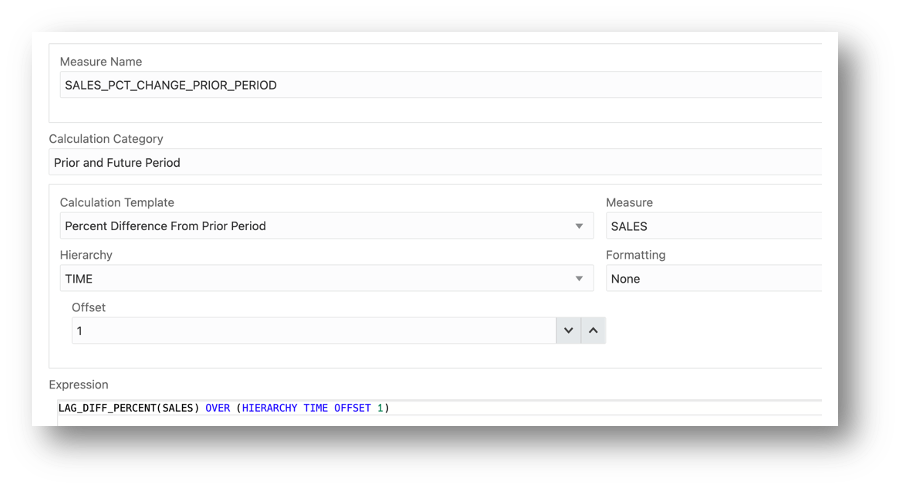 Measure Name
SALES_PCT_CHANGE_PRIOR_PERIOD
Calculation Category
Prior and Future Period
Calculation Template
Measure
Percent Difference From Prior Period
SALES
Hierarchy
Formatting
TIME
None
Offset
1
Expression
LAG_DIFF_PERCENT(SALES) OVER (HIERARCHY TIME OFFSET 1)